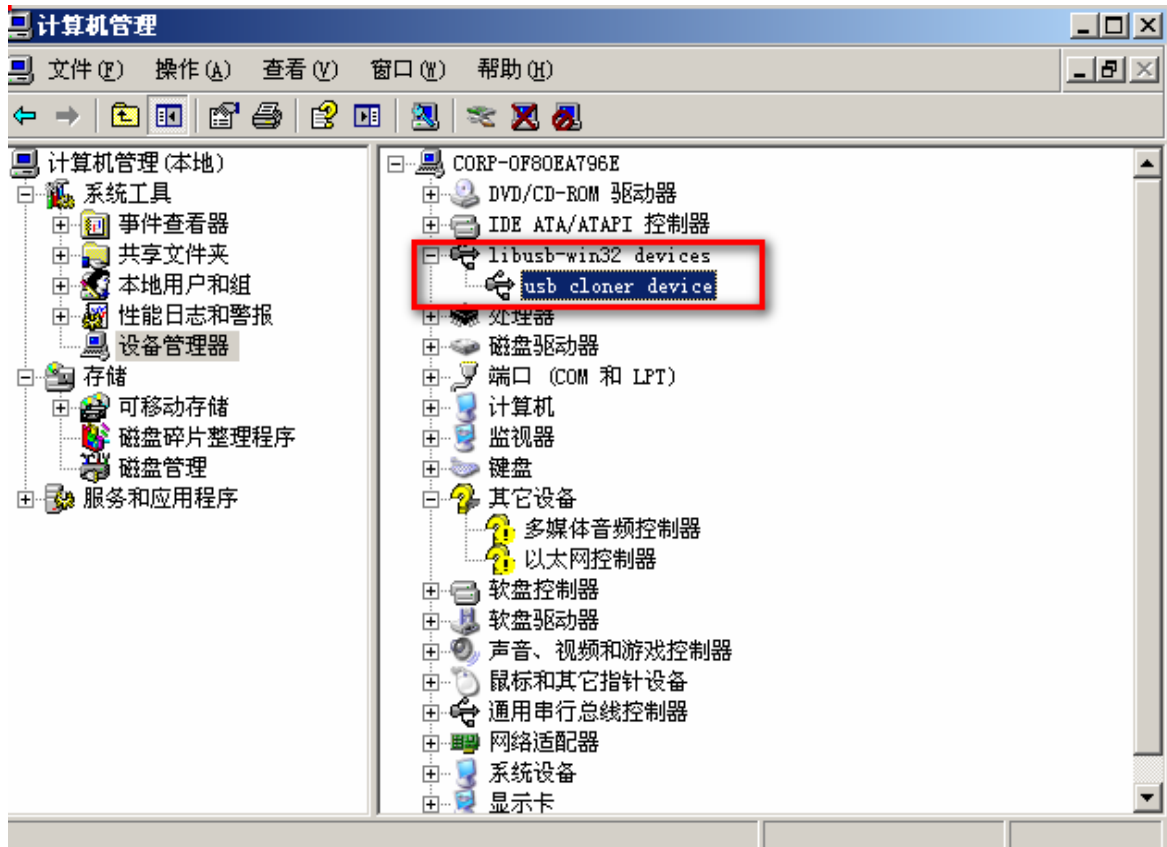 计算机管理
文件(F) 操作(A) 查看(V) 窗口(W) 帮助(H)
计算机管理(本地)
系统工具
事件查看器
共享文件夹
本地用户和组
性能日志和警报
设备管理器
存储
可移动存储
磁盘碎片整理程序
磁盘管理
服务和应用程序
CORP-OF80EA796E
DVD/CD-ROM 驱动器
IDE ATA/ATAPI 控制器
libusb-win32 devices
usb cloner device
处理器
磁盘驱动器
端口 (COM 和 LPT)
计算机
监视器
键盘
其它设备
多媒体音频控制器
以太网控制器
软盘控制器
软盘驱动器
声音、视频和游戏控制器
鼠标和其它指针设备
通用串行总线控制器
网络适配器
系统设备
显示卡